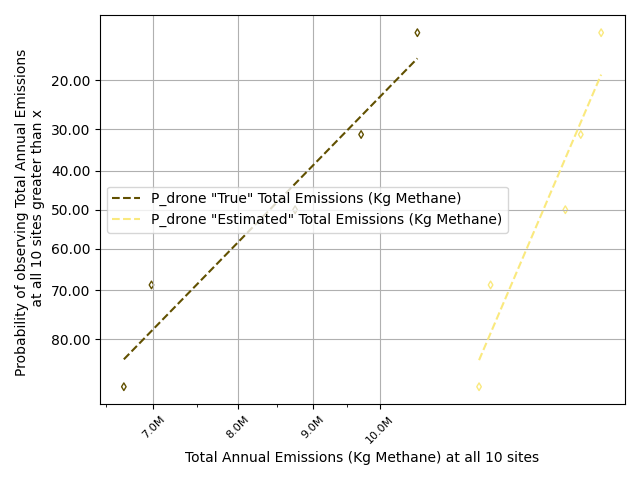 Probability of observing Total Annual Emissions
at all 10 sites greater than x
20.00
30.00
40.00
50.00
60.00
70.00
80.00
P_drone "True" Total Emissions (Kg Methane)
P_drone "Estimated" Total Emissions (Kg Methane)
7.0M
8.0M
9.0M
10.0M
Total Annual Emissions (Kg Methane) at all 10 sites